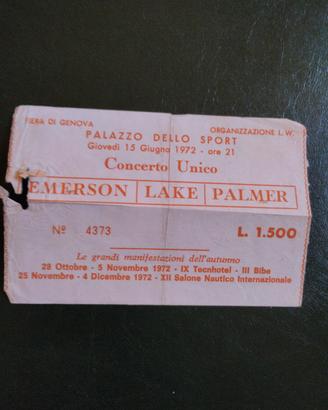 FIERA DI GENOVA
ORGANIZZAZIONE L.W.
PALAZZO DELLO SPORT
Giovedì 15 Giugno 1972 - ore 21
Concerto Unico
EMERSON LAKE PALMER
Nº 4373
L. 1.500
Le grandi manifestazioni dell'autunno
28 Ottobre - 5 Novembre 1972 - IX Tecnhotel - III Bibe
25 Novembre - 4 Dicembre 1972 - XII Salone Nautico Internazionale